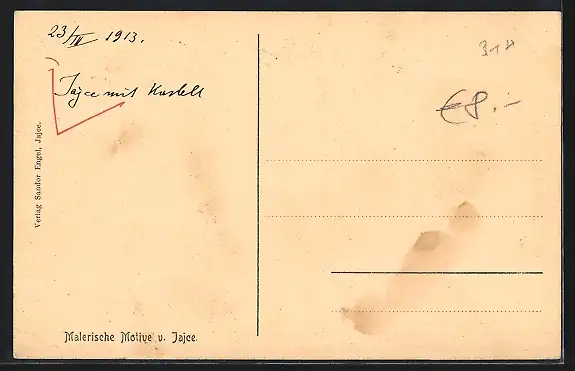 23/IV 1913.
Jajce mit Kastell
€8.-
Verlag Sandor Engel, Jajce.
Malerische Motive v. Jajce.